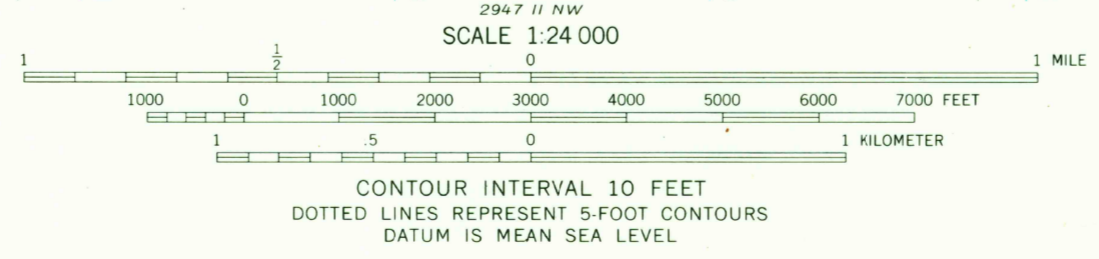 2947 II NW
SCALE 1:24 000
1 1/2 0 1 MILE
1000 0 1000 2000 3000 4000 5000 6000 7000 FEET
1 .5 0 1 KILOMETER
CONTOUR INTERVAL 10 FEET
DOTTED LINES REPRESENT 5-FOOT CONTOURS
DATUM IS MEAN SEA LEVEL